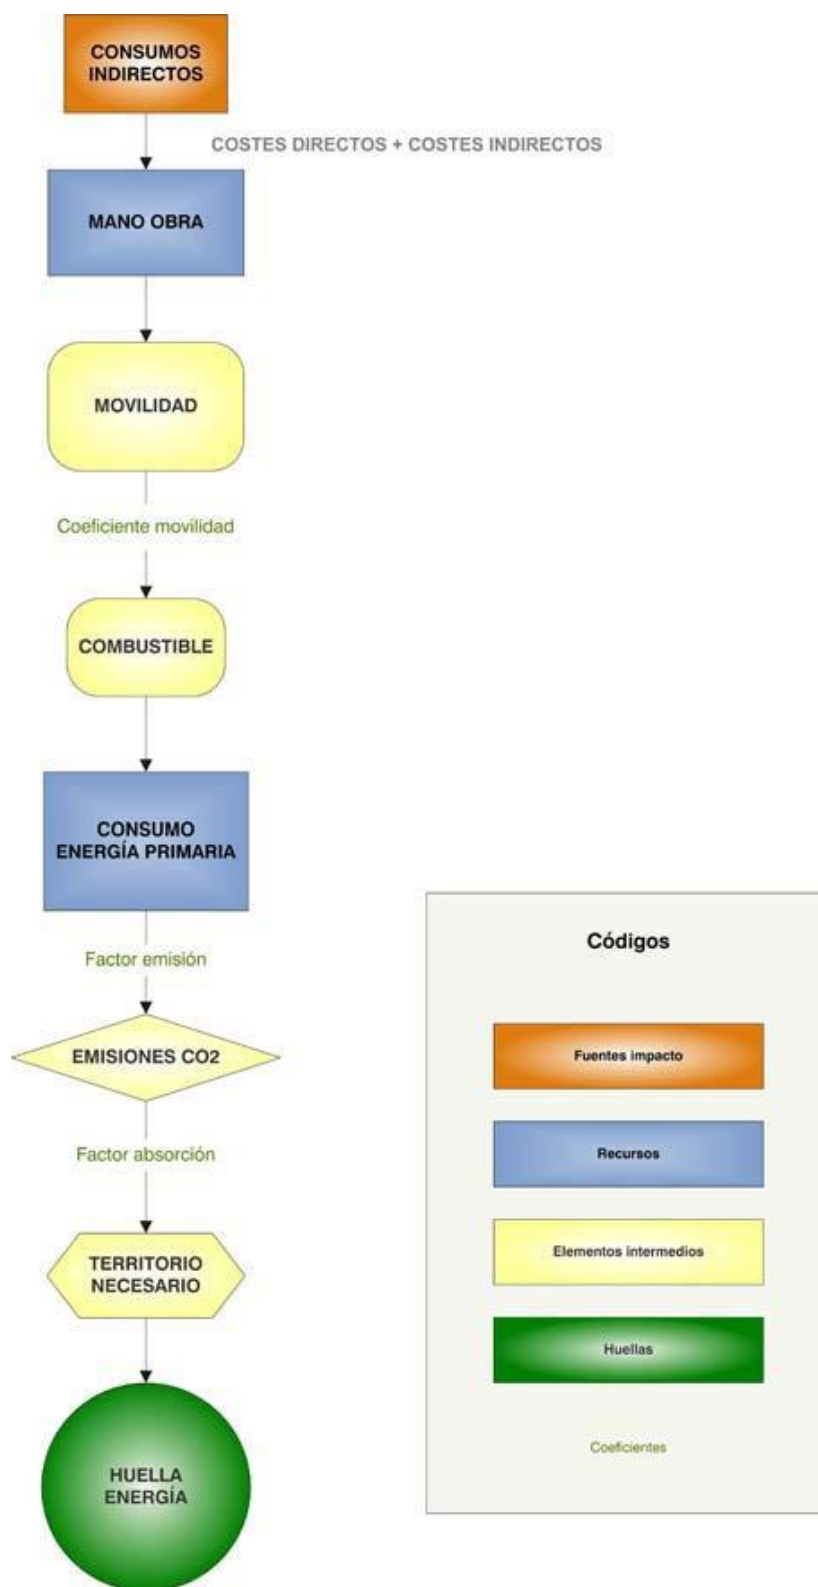 CONSUMOS
INDIRECTOS
COSTES DIRECTOS + COSTES INDIRECTOS
MANO OBRA
MOVILIDAD
Coeficiente movilidad
COMBUSTIBLE
CONSUMO
ENERGÍA PRIMARIA
Factor emisión
EMISIONES CO2
Factor absorción
TERRITORIO
NECESARIO
HUELLA
ENERGÍA
Códigos
Fuentes impacto
Recursos
Elementos intermedios
Huellas
Coeficientes